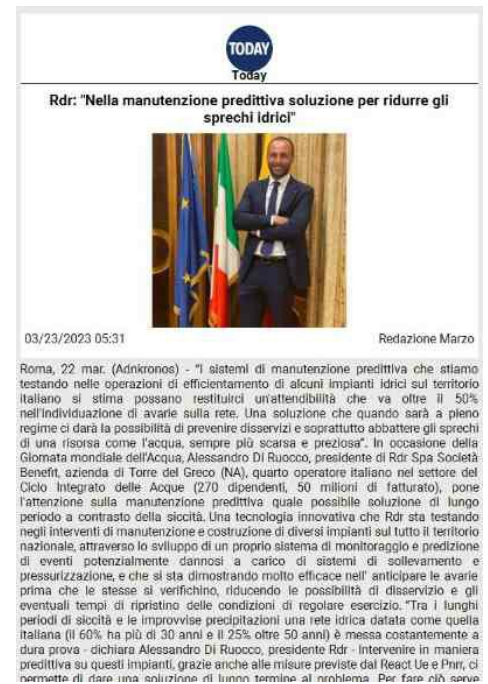 TODAY
Today
Rdr: "Nella manutenzione predittiva soluzione per ridurre gli
sprechi idrici"
03/23/2023 05:31
Redazione Marzo
Roma, 22 mar. (Adnkronos) - "I sistemi di manutenzione predittiva che stiamo
testando nelle operazioni di efficientamento di alcuni impianti idrici sul territorio
italiano si stima possano restituirci un'attendibilità che va oltre il 50%
nell'individuazione di avarie sulla rete. Una soluzione che quando sarà a pieno
regime ci darà la possibilità di prevenire disservizi e soprattutto abbattere gli sprechi
di una risorsa come l'acqua, sempre più scarsa e preziosa". In occasione della
Giornata mondiale dell'Acqua, Alessandro Di Ruocco, presidente di Rdr Spa Società
Benefit, azienda di Torre del Greco (NA), quarto operatore italiano nel settore del
Ciclo Integrato delle Acque (270 dipendenti, 50 milioni di fatturato), pone
l'attenzione sulla manutenzione predittiva quale possibile soluzione di lungo
periodo a contrasto della siccità. Una tecnologia innovativa che Rdr sta testando
negli interventi di manutenzione e costruzione di diversi impianti sul tutto il territorio
nazionale, attraverso lo sviluppo di un proprio sistema di monitoraggio e predizione
di eventi potenzialmente dannosi a carico di sistemi di sollevamento e
pressurizzazione, e che si sta dimostrando molto efficace nell' anticipare le avarie
prima che le stesse si verifichino, riducendo le possibilità di disservizio e gli
eventuali tempi di ripristino delle condizioni di regolare esercizio. "Tra i lunghi
periodi di siccità e le improvvise precipitazioni una rete idrica datata come quella
italiana (il 60% ha più di 30 anni e il 25% oltre 50 anni) è messa costantemente a
dura prova - dichiara Alessandro Di Ruocco, presidente Rdr - Intervenire in maniera
predittiva su questi impianti, grazie anche alle misure previste dal React Ue e Pnrr, ci
permette di dare una soluzione di lungo termine al problema. Per fare ciò serve